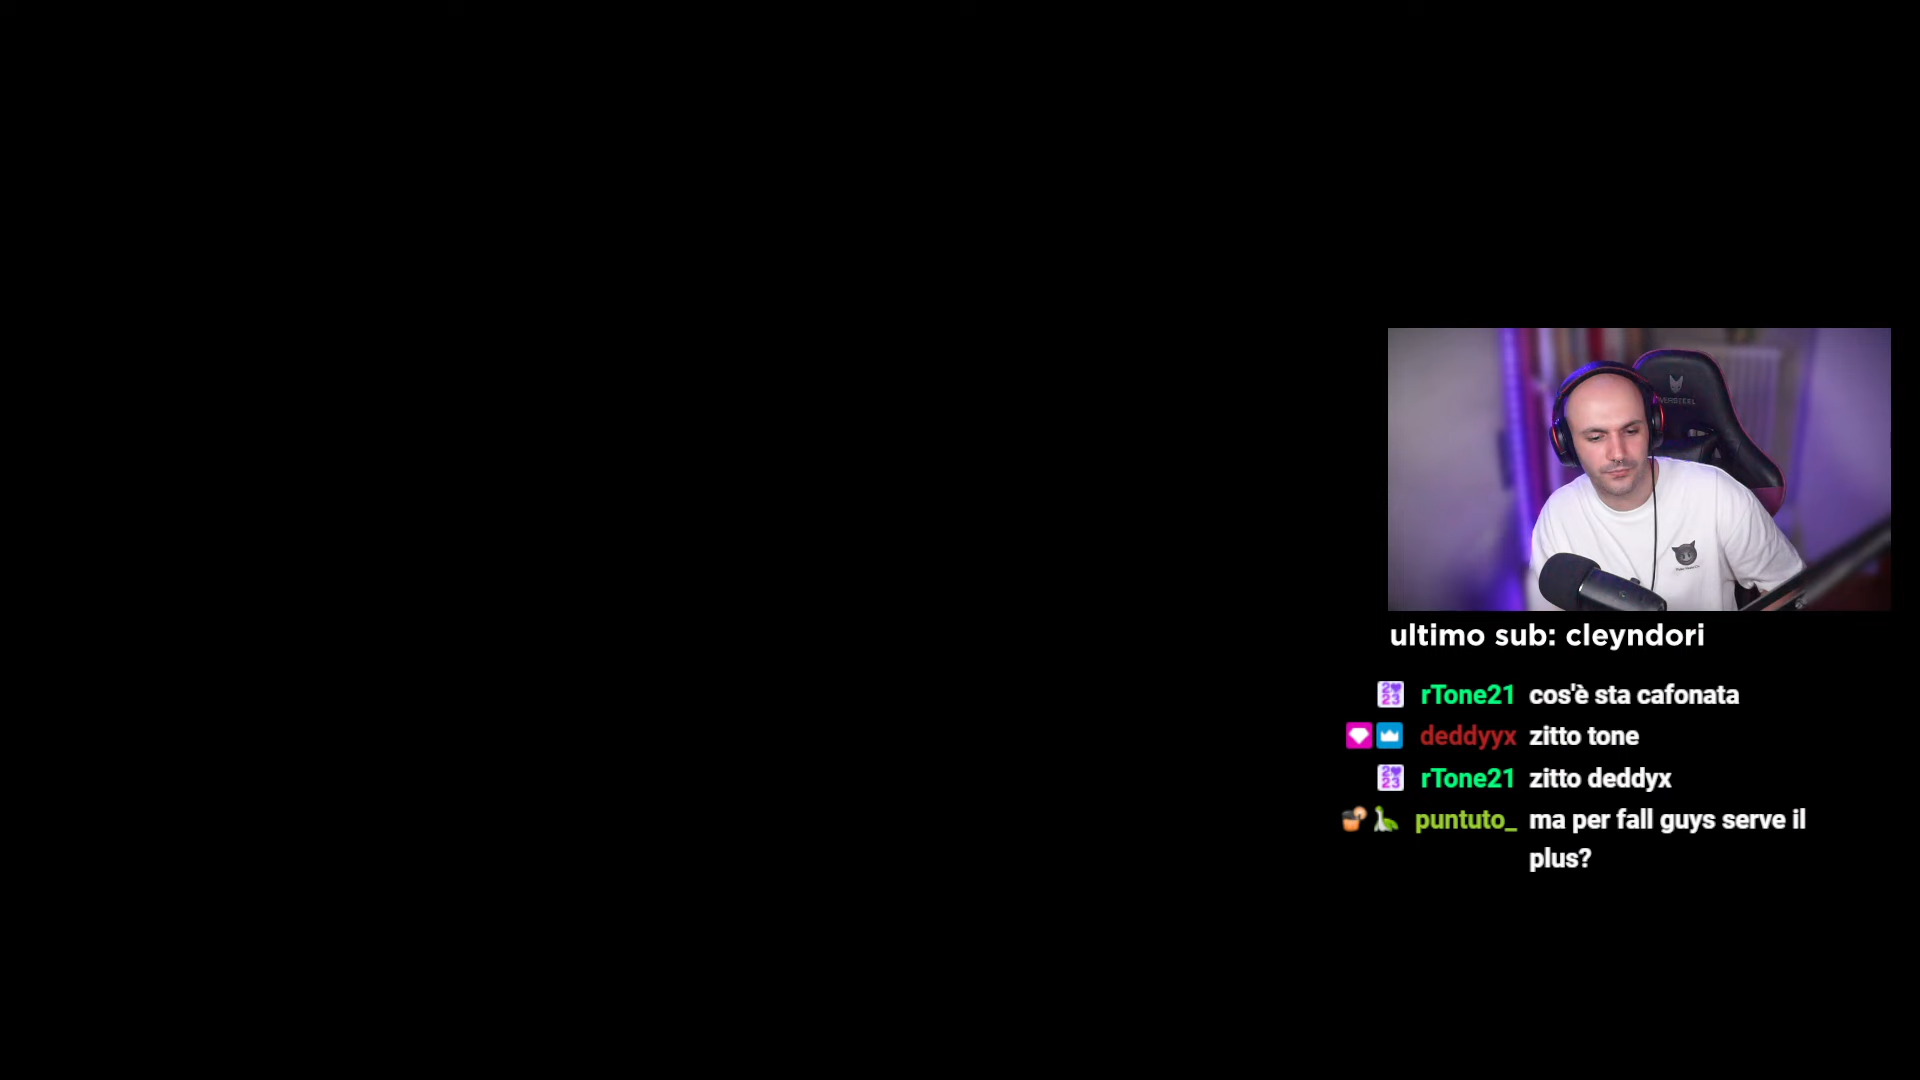 ultimo sub: cleyndori
rTone21 cos'è sta cafonata
deddyyx zitto tone
rTone21 zitto deddyx
puntuto_ ma per fall guys serve il
plus?